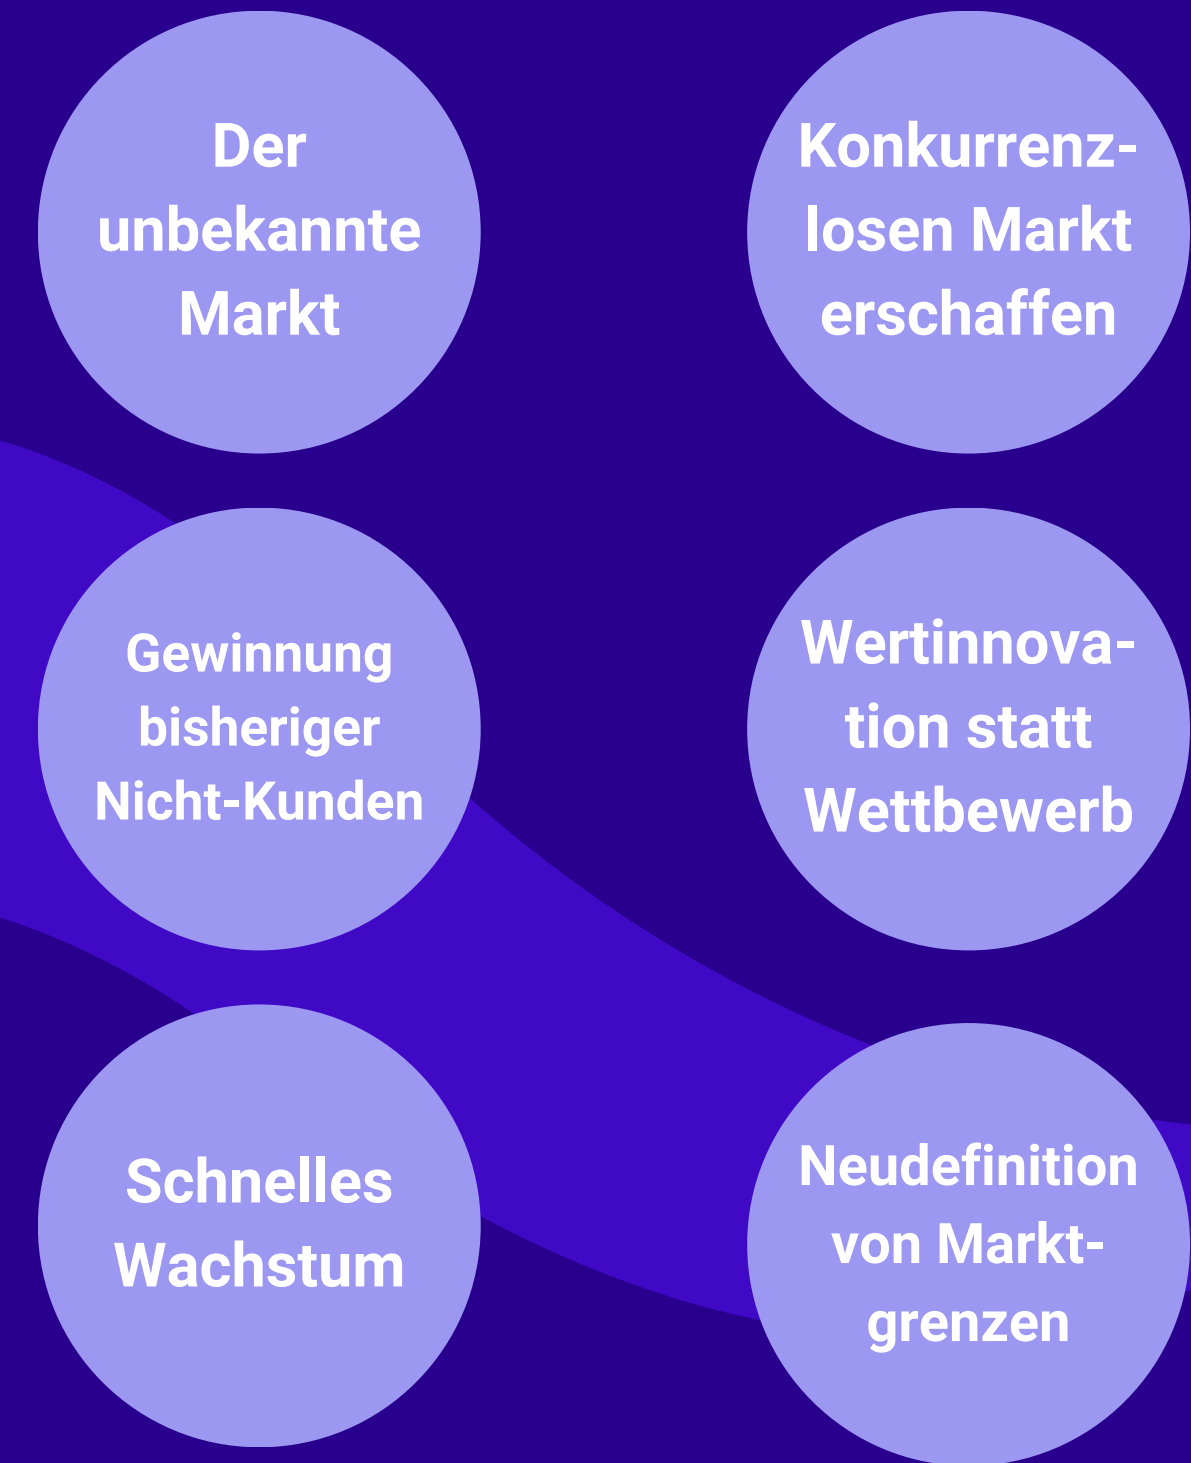 Der
unbekannte
Markt
Konkurrenz-
losen Markt
erschaffen
Gewinnung
bisheriger
Nicht-Kunden
Wertinnova-
tion statt
Wettbewerb
Schnelles
Wachstum
Neudefinition
von Markt-
grenzen